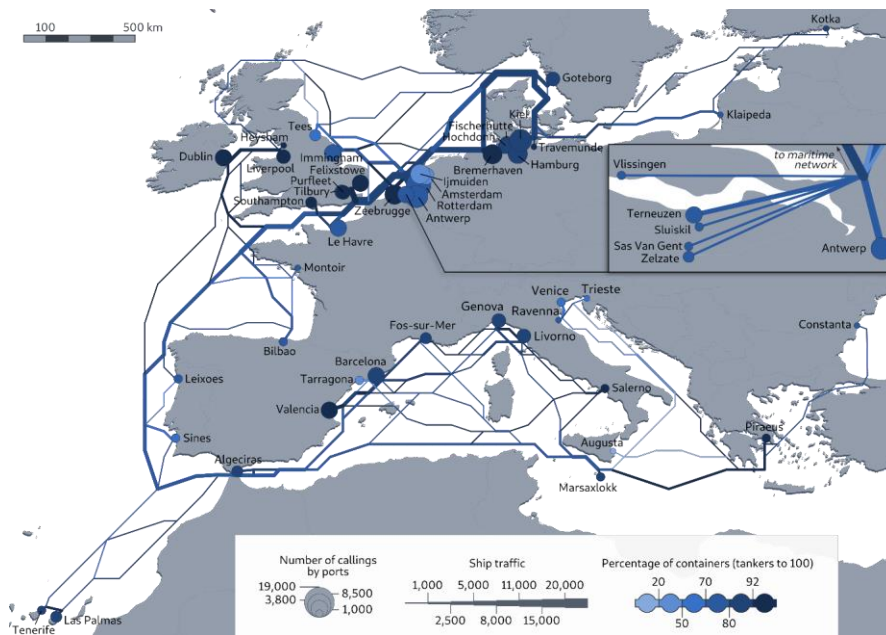 100 500 km
Kotka
Goteborg
Klaipeda
Tees
Heysham
Kiel
Fischerhutte
Hochdonn
Travemunde
Dublin
Liverpool
Immingham
Bremerhaven
Hamburg
Felixstowe
Purfleet
Tilbury
Ijmuiden
Amsterdam
Rotterdam
Southampton
Zeebrugge
Antwerp
Le Havre
to maritime
network
Vlissingen
Terneuzen
Sluiskil
Sas Van Gent
Zelzate
Antwerp
Montoir
Bilbao
Venice
Trieste
Ravenna
Genova
Fos-sur-Mer
Livorno
Constanta
Leixoes
Barcelona
Tarragona
Valencia
Salerno
Sines
Algeciras
Augusta
Piraeus
Marsaxlokk
Tenerife
Las Palmas
Number of callings
by ports
19,000
3,800
8,500
1,000
Ship traffic
1,000 5,000 11,000 20,000
2,500 8,000 15,000
Percentage of containers (tankers to 100)
20 70 92
50 80